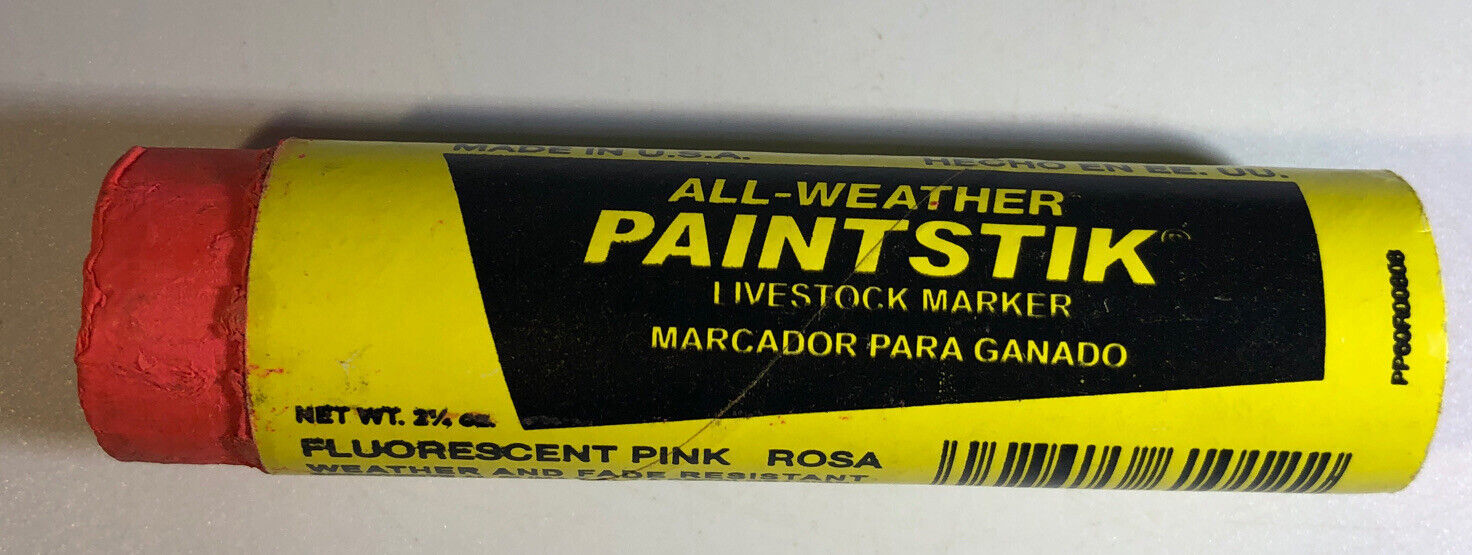 MADE IN U.S.A. HECHO EN EE. UU.
ALL-WEATHER
PAINTSTIK®
LIVESTOCK MARKER
MARCADOR PARA GANADO
NET WT. 2¼ oz.
FLUORESCENT PINK ROSA
WEATHER AND FADE RESISTANT